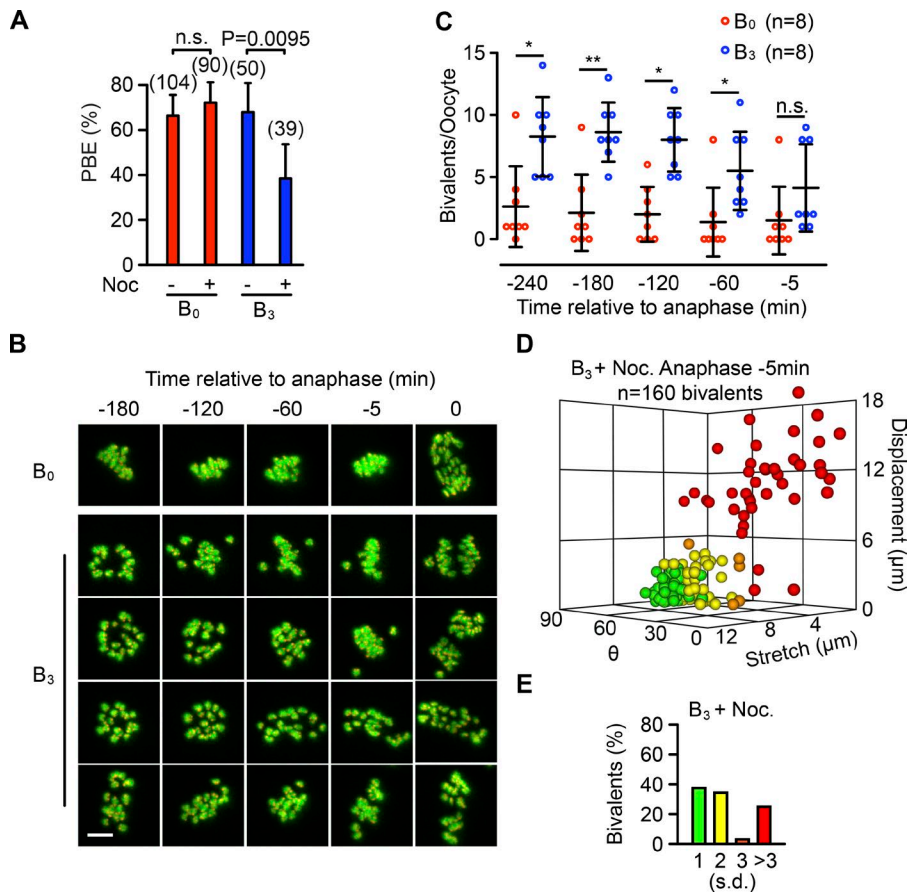 A
n.s.
P=0.0095
(104)
(90)
(50)
(39)
PBE (%)
80
60
40
20
0
Noc
- + - +
B₀ B₃
C
B₀ (n=8)
B₃ (n=8)
* ** * * n.s.
Bivalents/Oocyte
15
10
5
0
-240 -180 -120 -60 -5
Time relative to anaphase (min)
B
Time relative to anaphase (min)
-180 -120 -60 -5 0
B₀
B₃
D
B₃ + Noc. Anaphase -5min
n=160 bivalents
18
12
6
0
Displacement (µm)
90 60 30 0
θ
12 8 4
Stretch (µm)
E
B₃ + Noc.
Bivalents (%)
80
60
40
20
0
1 2 3 >3
(s.d.)